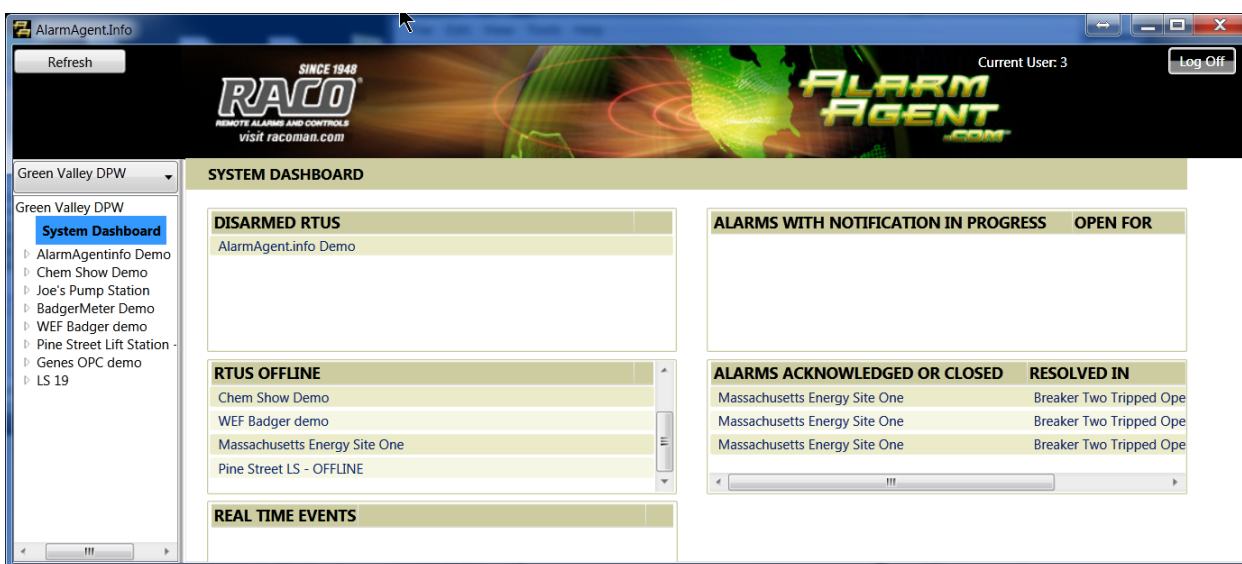 AlarmAgent.Info
Refresh
SINCE 1948
RACO
REMOTE ALARMS AND CONTROLS
visit racoman.com
ALARM
AGENT
.COM
Current User: 3
Log Off
Green Valley DPW
Green Valley DPW
System Dashboard
AlarmAgentinfo Demo
Chem Show Demo
Joe's Pump Station
BadgerMeter Demo
WEF Badger demo
Pine Street Lift Station -
Genes OPC demo
LS 19
SYSTEM DASHBOARD
DISARMED RTUS
AlarmAgent.info Demo
ALARMS WITH NOTIFICATION IN PROGRESS OPEN FOR
RTUS OFFLINE
Chem Show Demo
WEF Badger demo
Massachusetts Energy Site One
Pine Street LS - OFFLINE
ALARMS ACKNOWLEDGED OR CLOSED RESOLVED IN
Massachusetts Energy Site One Breaker Two Tripped Ope
Massachusetts Energy Site One Breaker Two Tripped Ope
Massachusetts Energy Site One Breaker Two Tripped Ope
REAL TIME EVENTS